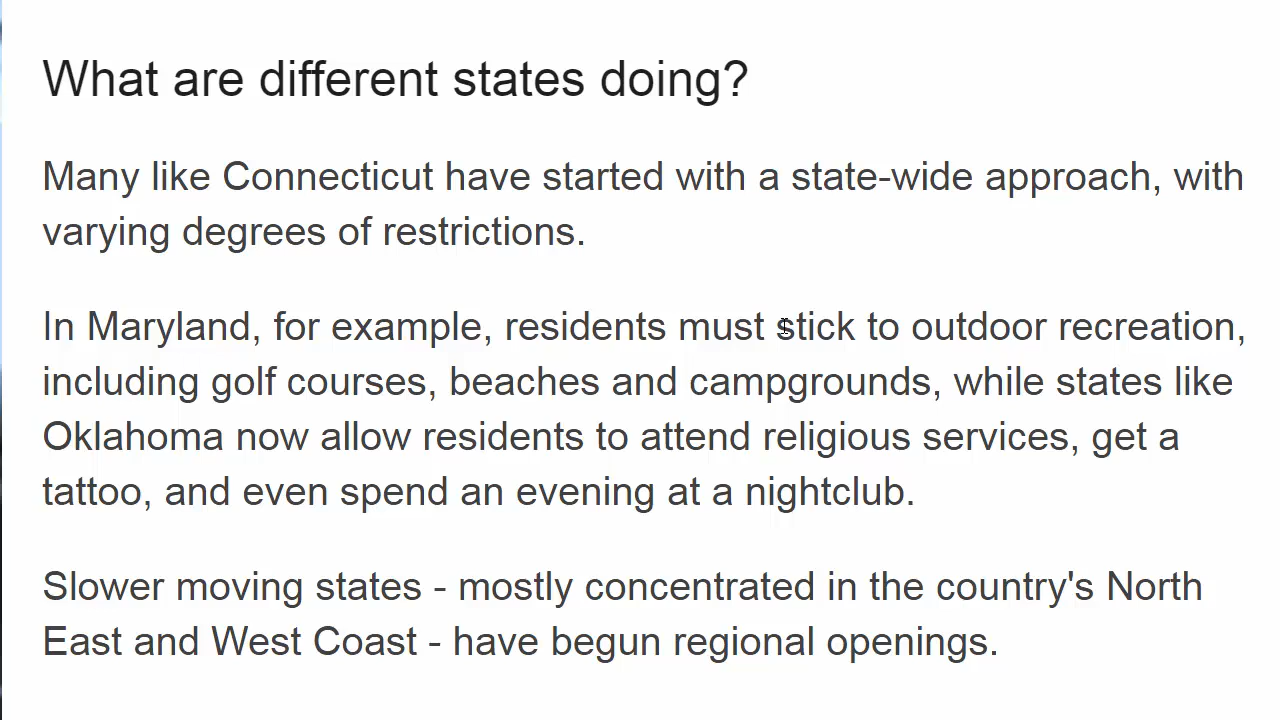 What are different states doing?
Many like Connecticut have started with a state-wide approach, with
varying degrees of restrictions.
In Maryland, for example, residents must stick to outdoor recreation,
including golf courses, beaches and campgrounds, while states like
Oklahoma now allow residents to attend religious services, get a
tattoo, and even spend an evening at a nightclub.
Slower moving states - mostly concentrated in the country's North
East and West Coast - have begun regional openings.